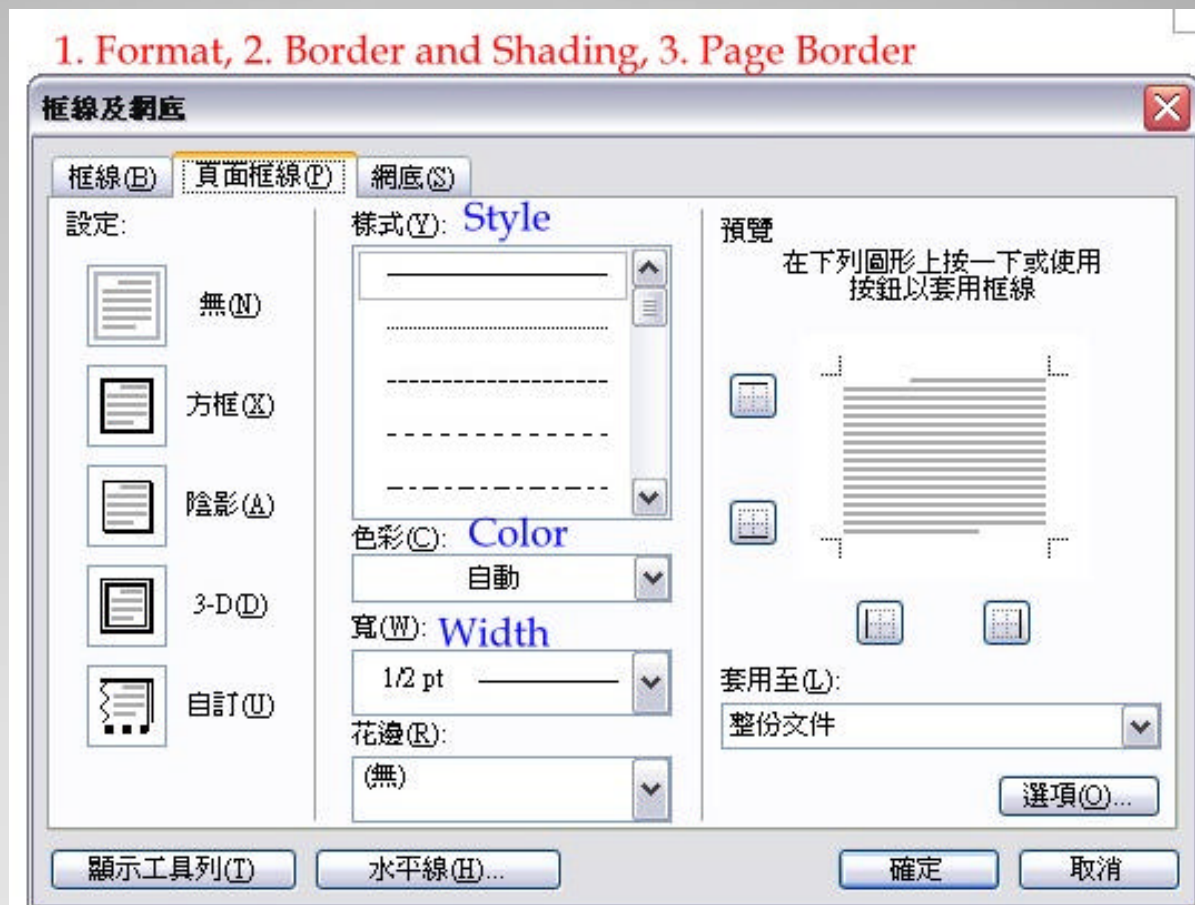 1. Format, 2. Border and Shading, 3. Page Border
框線及網底
框線(B) 頁面框線(P) 網底(S)
設定:
無(N)
方框(X)
陰影(A)
3-D(D)
自訂(U)
樣式(Y): Style
色彩(C): Color
自動
寬(W): Width
1/2 pt
花邊(R):
(無)
預覽
在下列圖形上按一下或使用
按鈕以套用框線
套用至(L):
整份文件
選項(O)...
顯示工具列(T) 水平線(H)... 確定 取消